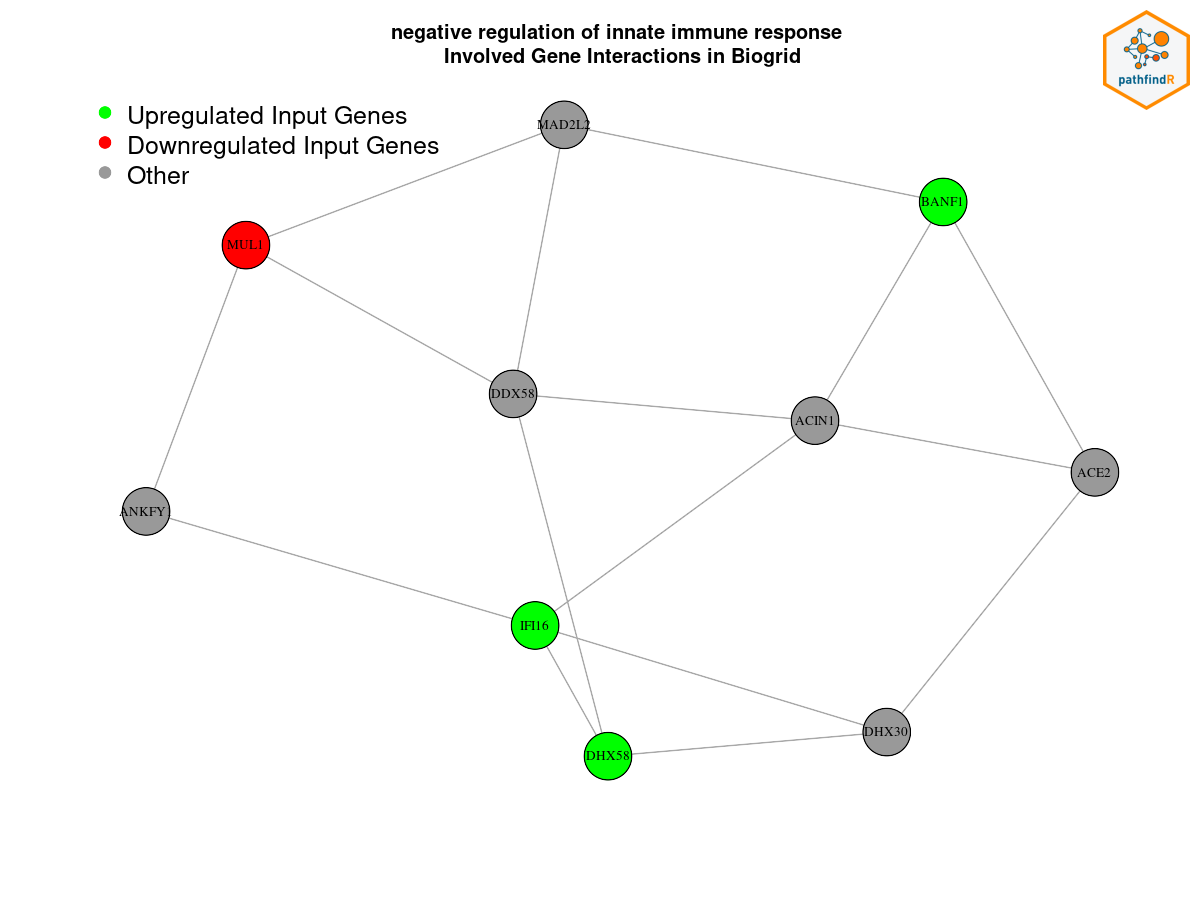 negative regulation of innate immune response
Involved Gene Interactions in Biogrid
pathfindR
Upregulated Input Genes
Downregulated Input Genes
Other
MAD2L2
BANF1
MUL1
DDX58
ACIN1
ACE2
ANKFY
IFI16
DHX30
DHX58